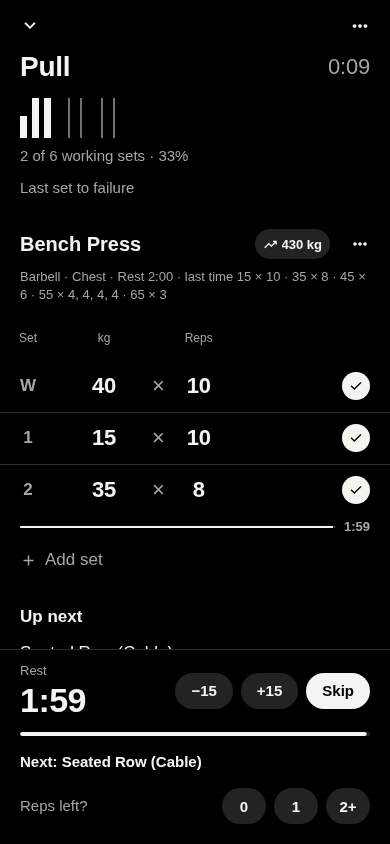 Pull
0:09
2 of 6 working sets · 33%
Last set to failure
Bench Press
430 kg
Barbell · Chest · Rest 2:00 · last time 15 × 10 · 35 × 8 · 45 ×
6 · 55 × 4, 4, 4, 4 · 65 × 3
Set kg Reps
W 40 × 10
1 15 × 10
2 35 × 8
1:59
+ Add set
Up next
Seated Row (Cable)
Rest
1:59
−15 +15 Skip
Next: Seated Row (Cable)
Reps left? 0 1 2+